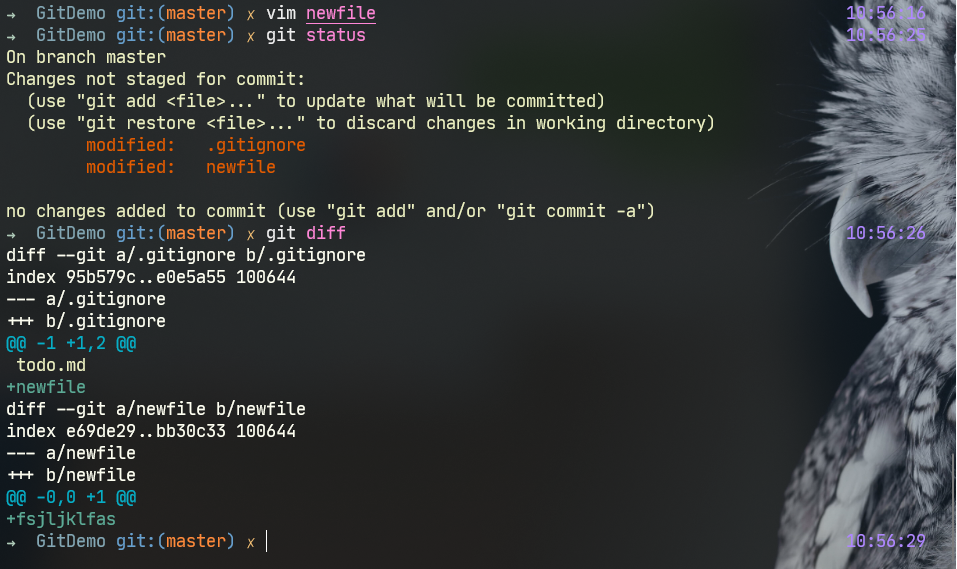 → GitDemo git:(master) ✗ vim newfile 10:56:16
→ GitDemo git:(master) ✗ git status 10:56:25
On branch master
Changes not staged for commit:
  (use "git add <file>..." to update what will be committed)
  (use "git restore <file>..." to discard changes in working directory)
        modified:   .gitignore
        modified:   newfile

no changes added to commit (use "git add" and/or "git commit -a")
→ GitDemo git:(master) ✗ git diff 10:56:26
diff --git a/.gitignore b/.gitignore
index 95b579c..e0e5a55 100644
--- a/.gitignore
+++ b/.gitignore
@@ -1 +1,2 @@
 todo.md
+newfile
diff --git a/newfile b/newfile
index e69de29..bb30c33 100644
--- a/newfile
+++ b/newfile
@@ -0,0 +1 @@
+fsjljklfas
→ GitDemo git:(master) ✗ 10:56:29